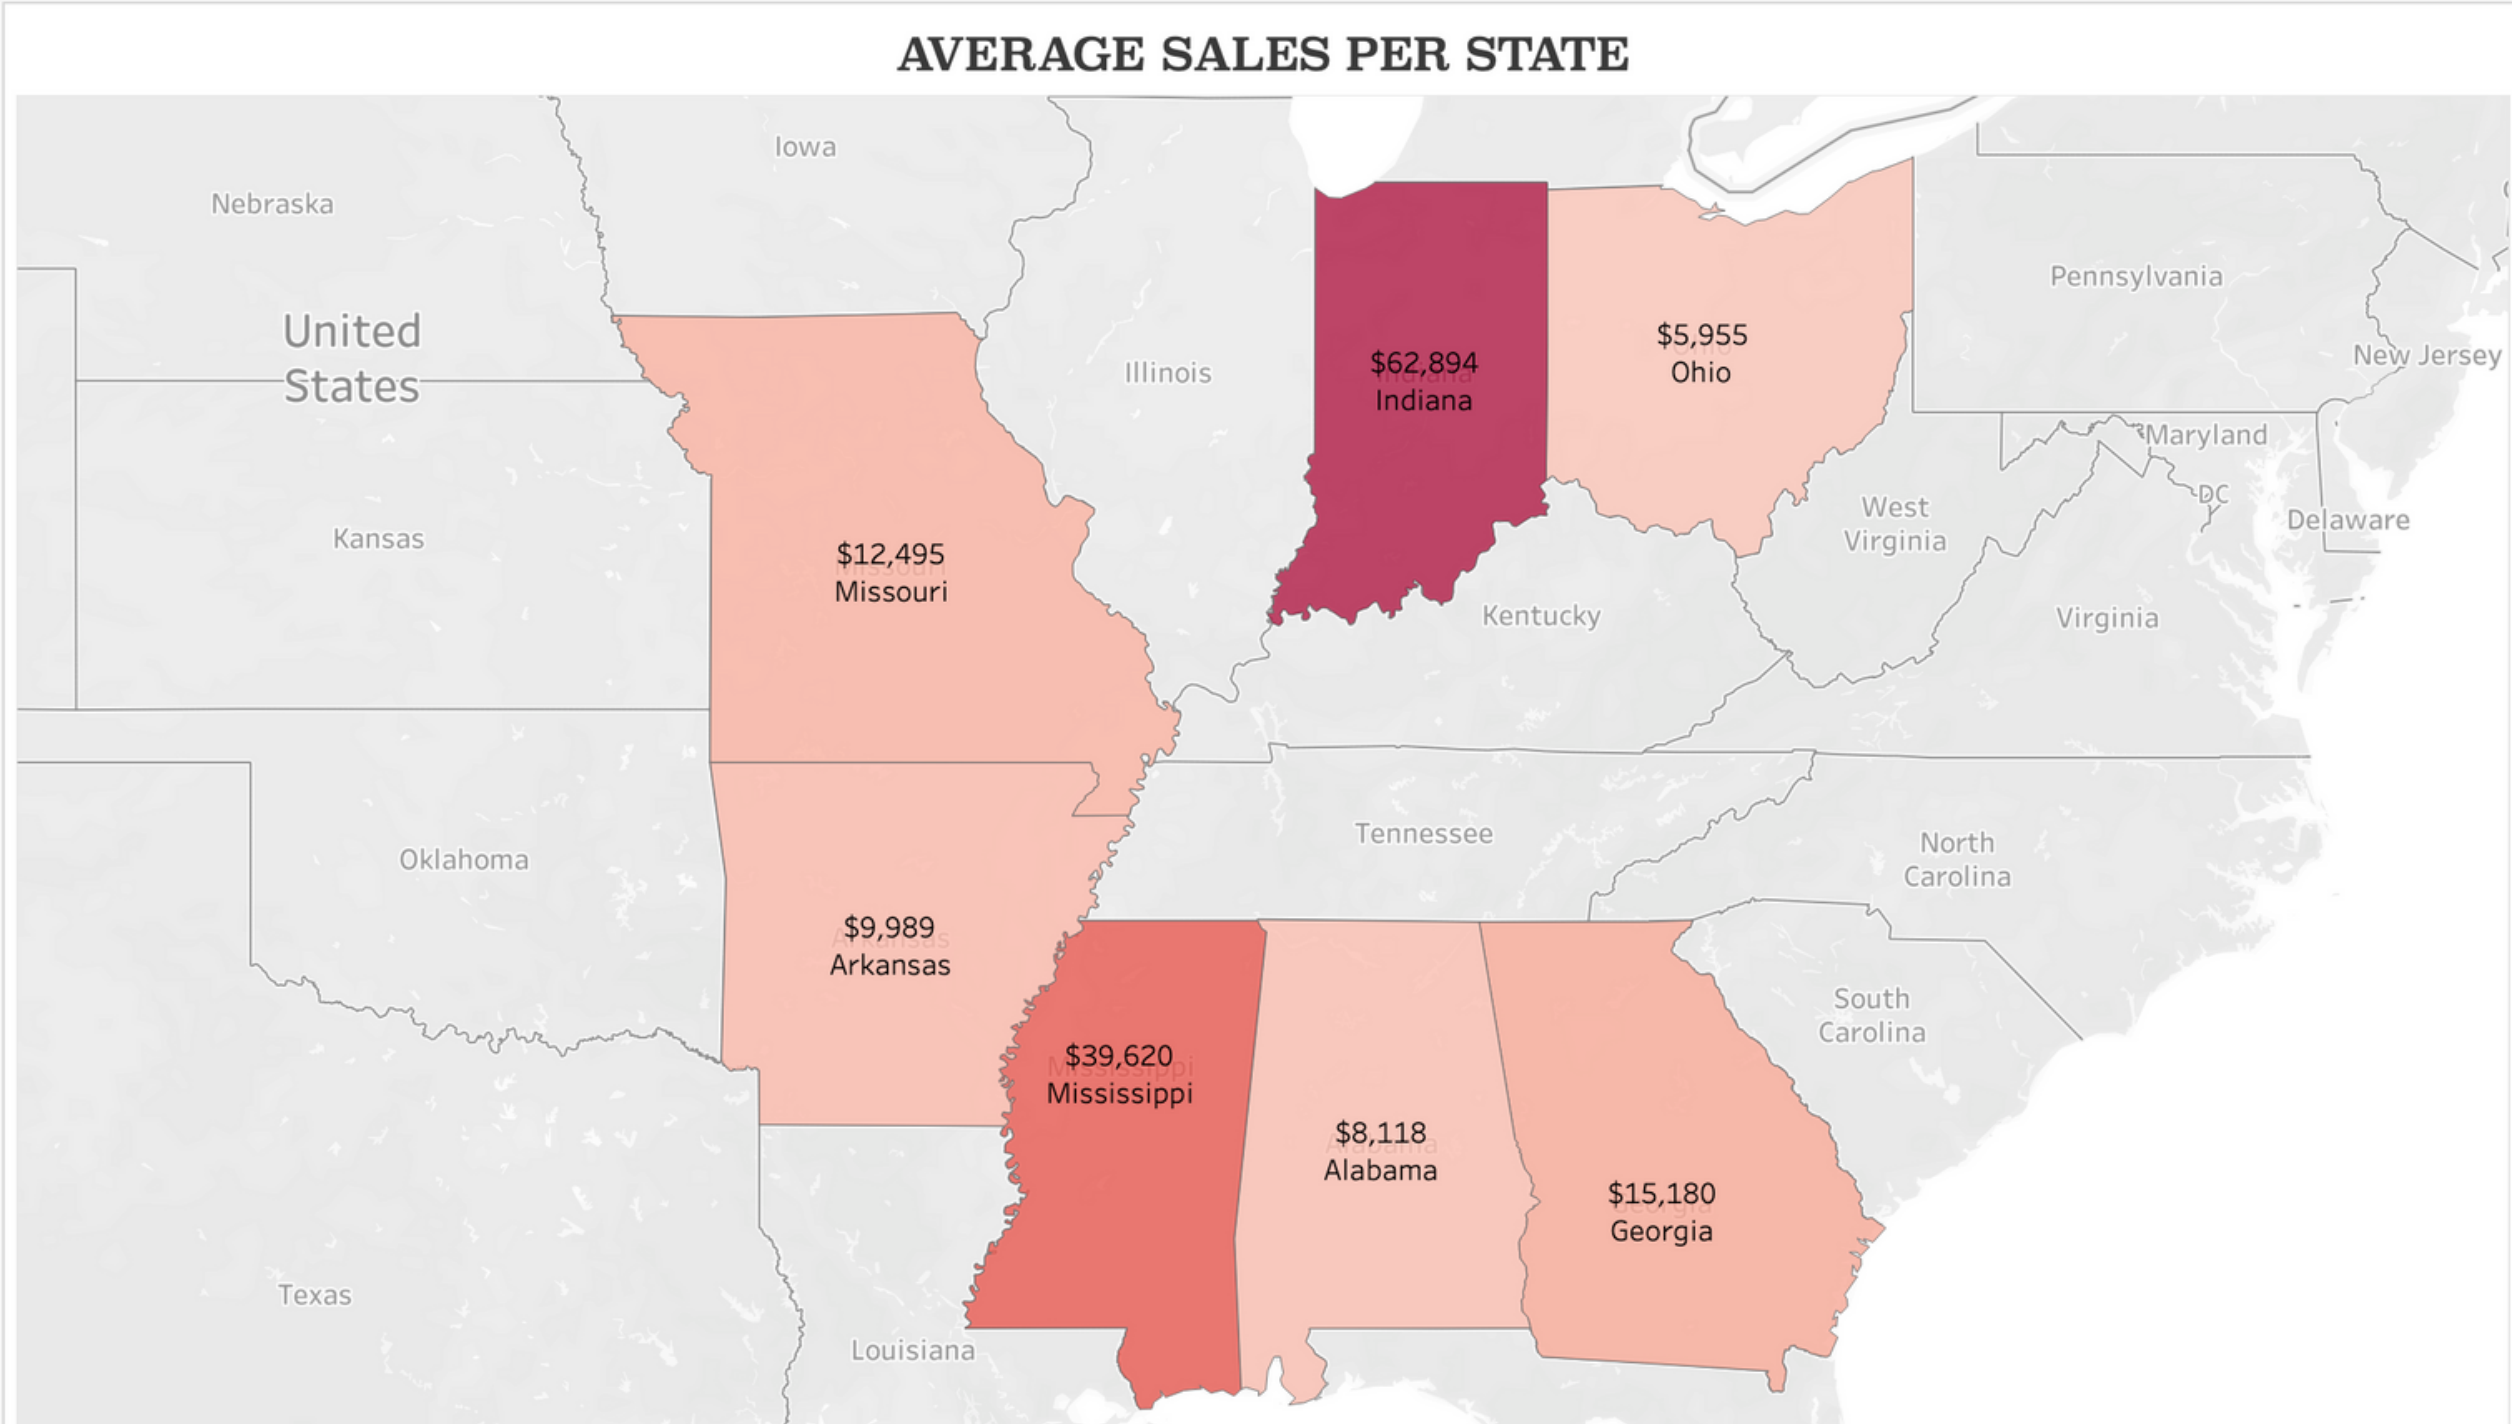 AVERAGE SALES PER STATE
Iowa
Nebraska
Pennsylvania
United
States
$5,955
Ohio
New Jersey
Illinois
$62,894
Indiana
Maryland
DC
West
Virginia
Delaware
Kansas
$12,495
Missouri
Kentucky
Virginia
Tennessee
North
Carolina
Oklahoma
$9,989
Arkansas
South
Carolina
$39,620
Mississippi
$8,118
Alabama
$15,180
Georgia
Texas
Louisiana